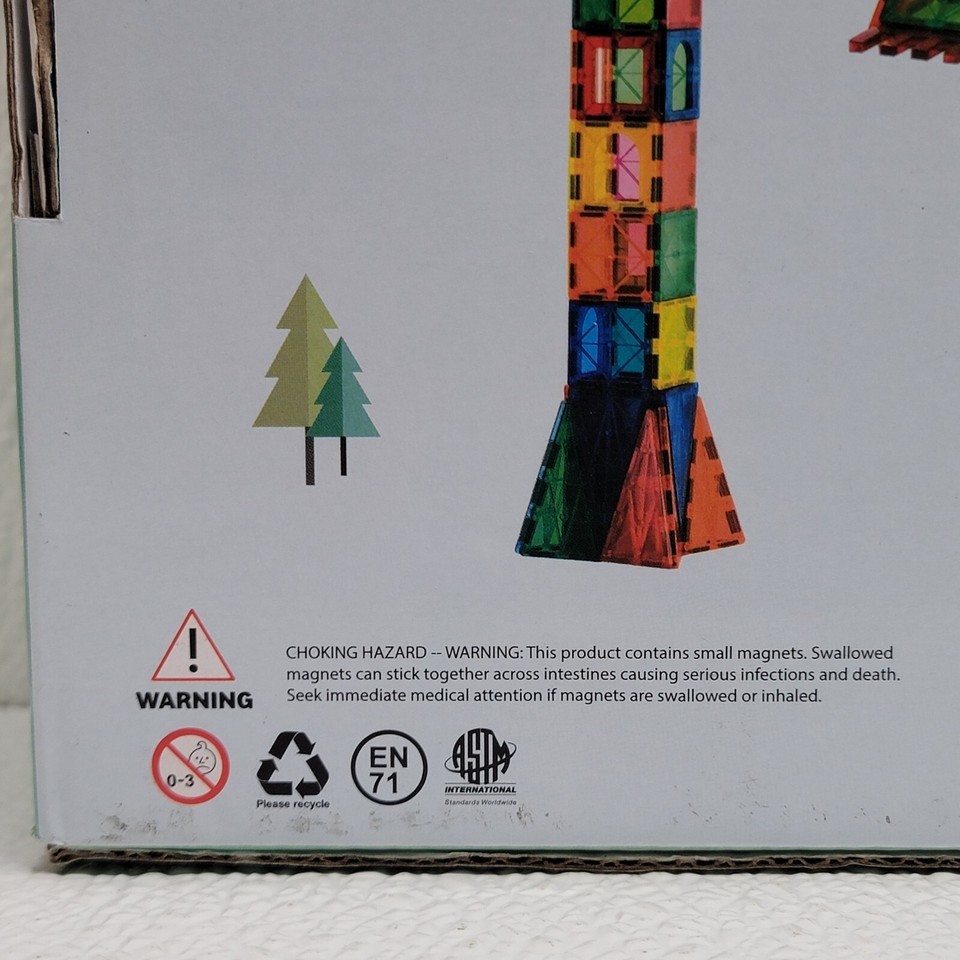 CHOKING HAZARD -- WARNING: This product contains small magnets. Swallowed
magnets can stick together across intestines causing serious infections and death.
Seek immediate medical attention if magnets are swallowed or inhaled.
WARNING
0-3
Please recycle
EN
71
ASTM
INTERNATIONAL
Standards Worldwide